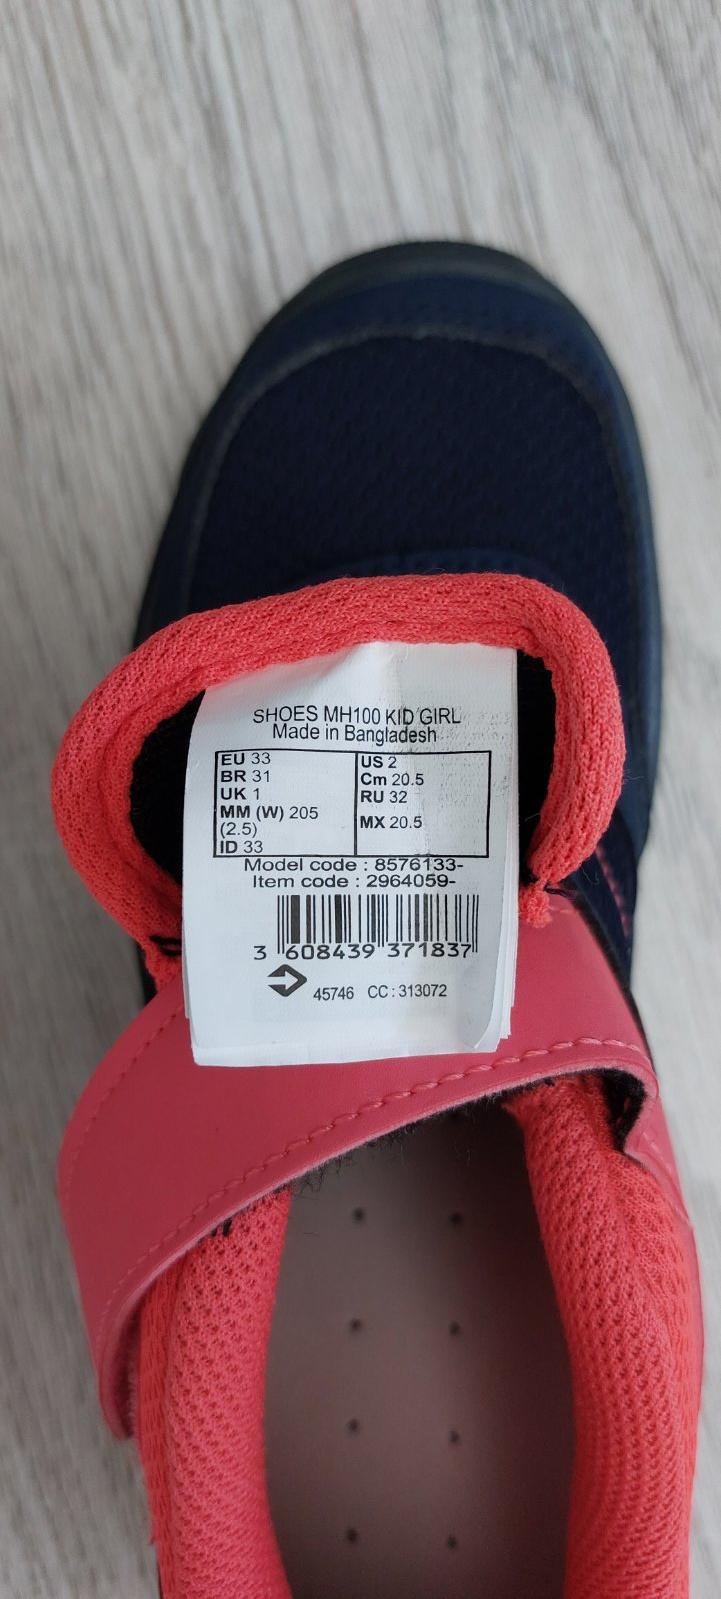 SHOES MH100 KID GIRL
Made in Bangladesh
EU 33
BR 31
UK 1
MM (W) 205
(2.5)
ID 33
US 2
Cm 20.5
RU 32
MX 20.5
Model code : 8576133-
Item code : 2964059-
3 608439 371837
45746 CC : 313072